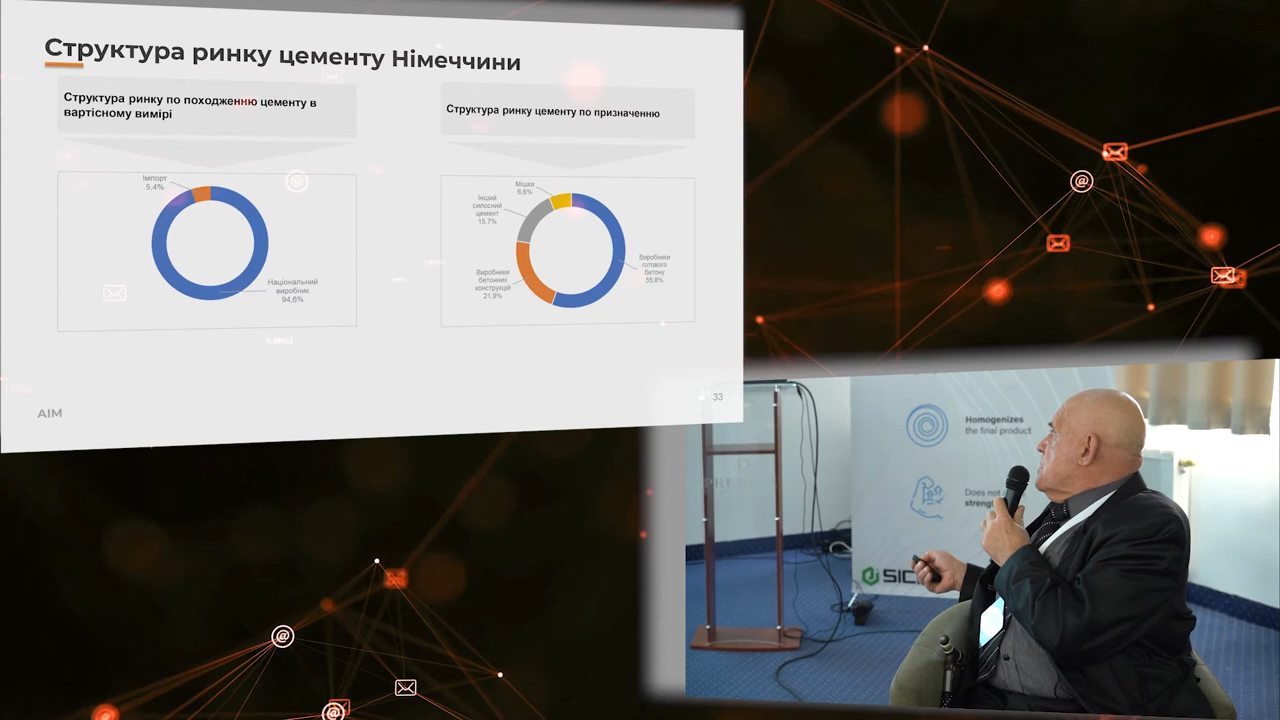 Структура ринку цементу Німеччини
Структура ринку по походженню цементу в
вартісному вимірі
Структура ринку цементу по призначенню
Імпорт
5,4%
Національний
виробник
94,6%
Мішки
6,6%
Інший
силосний
цемент
15,7%
Виробники
бетонних
конструкцій
21,9%
Виробники
готового
бетону
55,8%
AIM
33
Homogenizes
the final product
Does not
SIC